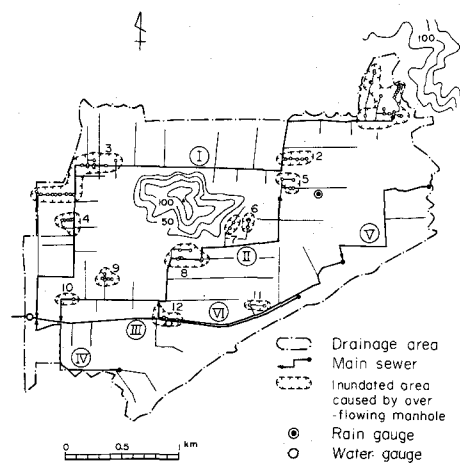 100
3
I
2
5
4
100
50
6
7
V
II
8
9
10
12
VI
11
III
IV
Drainage area
Main sewer
Inundated area
caused by over
-flowing manhole
Rain gauge
Water gauge
0 0.5 1 km